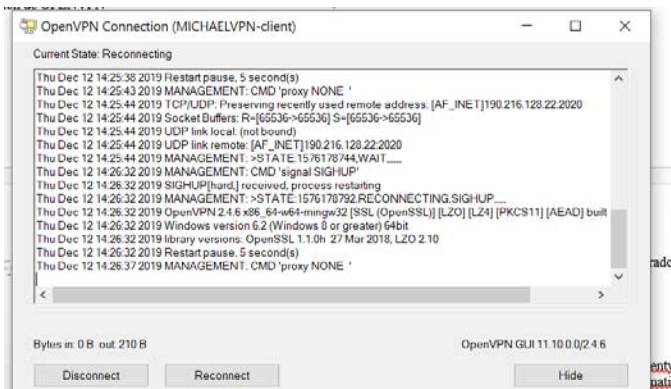 OpenVPN Connection (MICHAELVPN-client)
Current State: Reconnecting
Thu Dec 12 14:25:38 2019 Restart pause, 5 second(s)
Thu Dec 12 14:25:43 2019 MANAGEMENT: CMD 'proxy NONE '
Thu Dec 12 14:25:44 2019 TCP/UDP: Preserving recently used remote address: [AF_INET]190.216.128.22:2020
Thu Dec 12 14:25:44 2019 Socket Buffers: R=[65536->65536] S=[65536->65536]
Thu Dec 12 14:25:44 2019 UDP link local: (not bound)
Thu Dec 12 14:25:44 2019 UDP link remote: [AF_INET]190.216.128.22:2020
Thu Dec 12 14:25:44 2019 MANAGEMENT: >STATE:1576178744,WAIT,,,,,,
Thu Dec 12 14:26:32 2019 MANAGEMENT: CMD 'signal SIGHUP'
Thu Dec 12 14:26:32 2019 SIGHUP[hard,] received, process restarting
Thu Dec 12 14:26:32 2019 MANAGEMENT: >STATE:1576178792,RECONNECTING,SIGHUP,,,,,
Thu Dec 12 14:26:32 2019 OpenVPN 2.4.6 x86_64-w64-mingw32 [SSL (OpenSSL)] [LZO] [LZ4] [PKCS11] [AEAD] built
Thu Dec 12 14:26:32 2019 Windows version 6.2 (Windows 8 or greater) 64bit
Thu Dec 12 14:26:32 2019 library versions: OpenSSL 1.1.0h 27 Mar 2018, LZO 2.10
Thu Dec 12 14:26:32 2019 Restart pause, 5 second(s)
Thu Dec 12 14:26:37 2019 MANAGEMENT: CMD 'proxy NONE '
Bytes in: 0 B out: 210 B
OpenVPN GUI 11.10.0.0/2.4.6
Disconnect
Reconnect
Hide